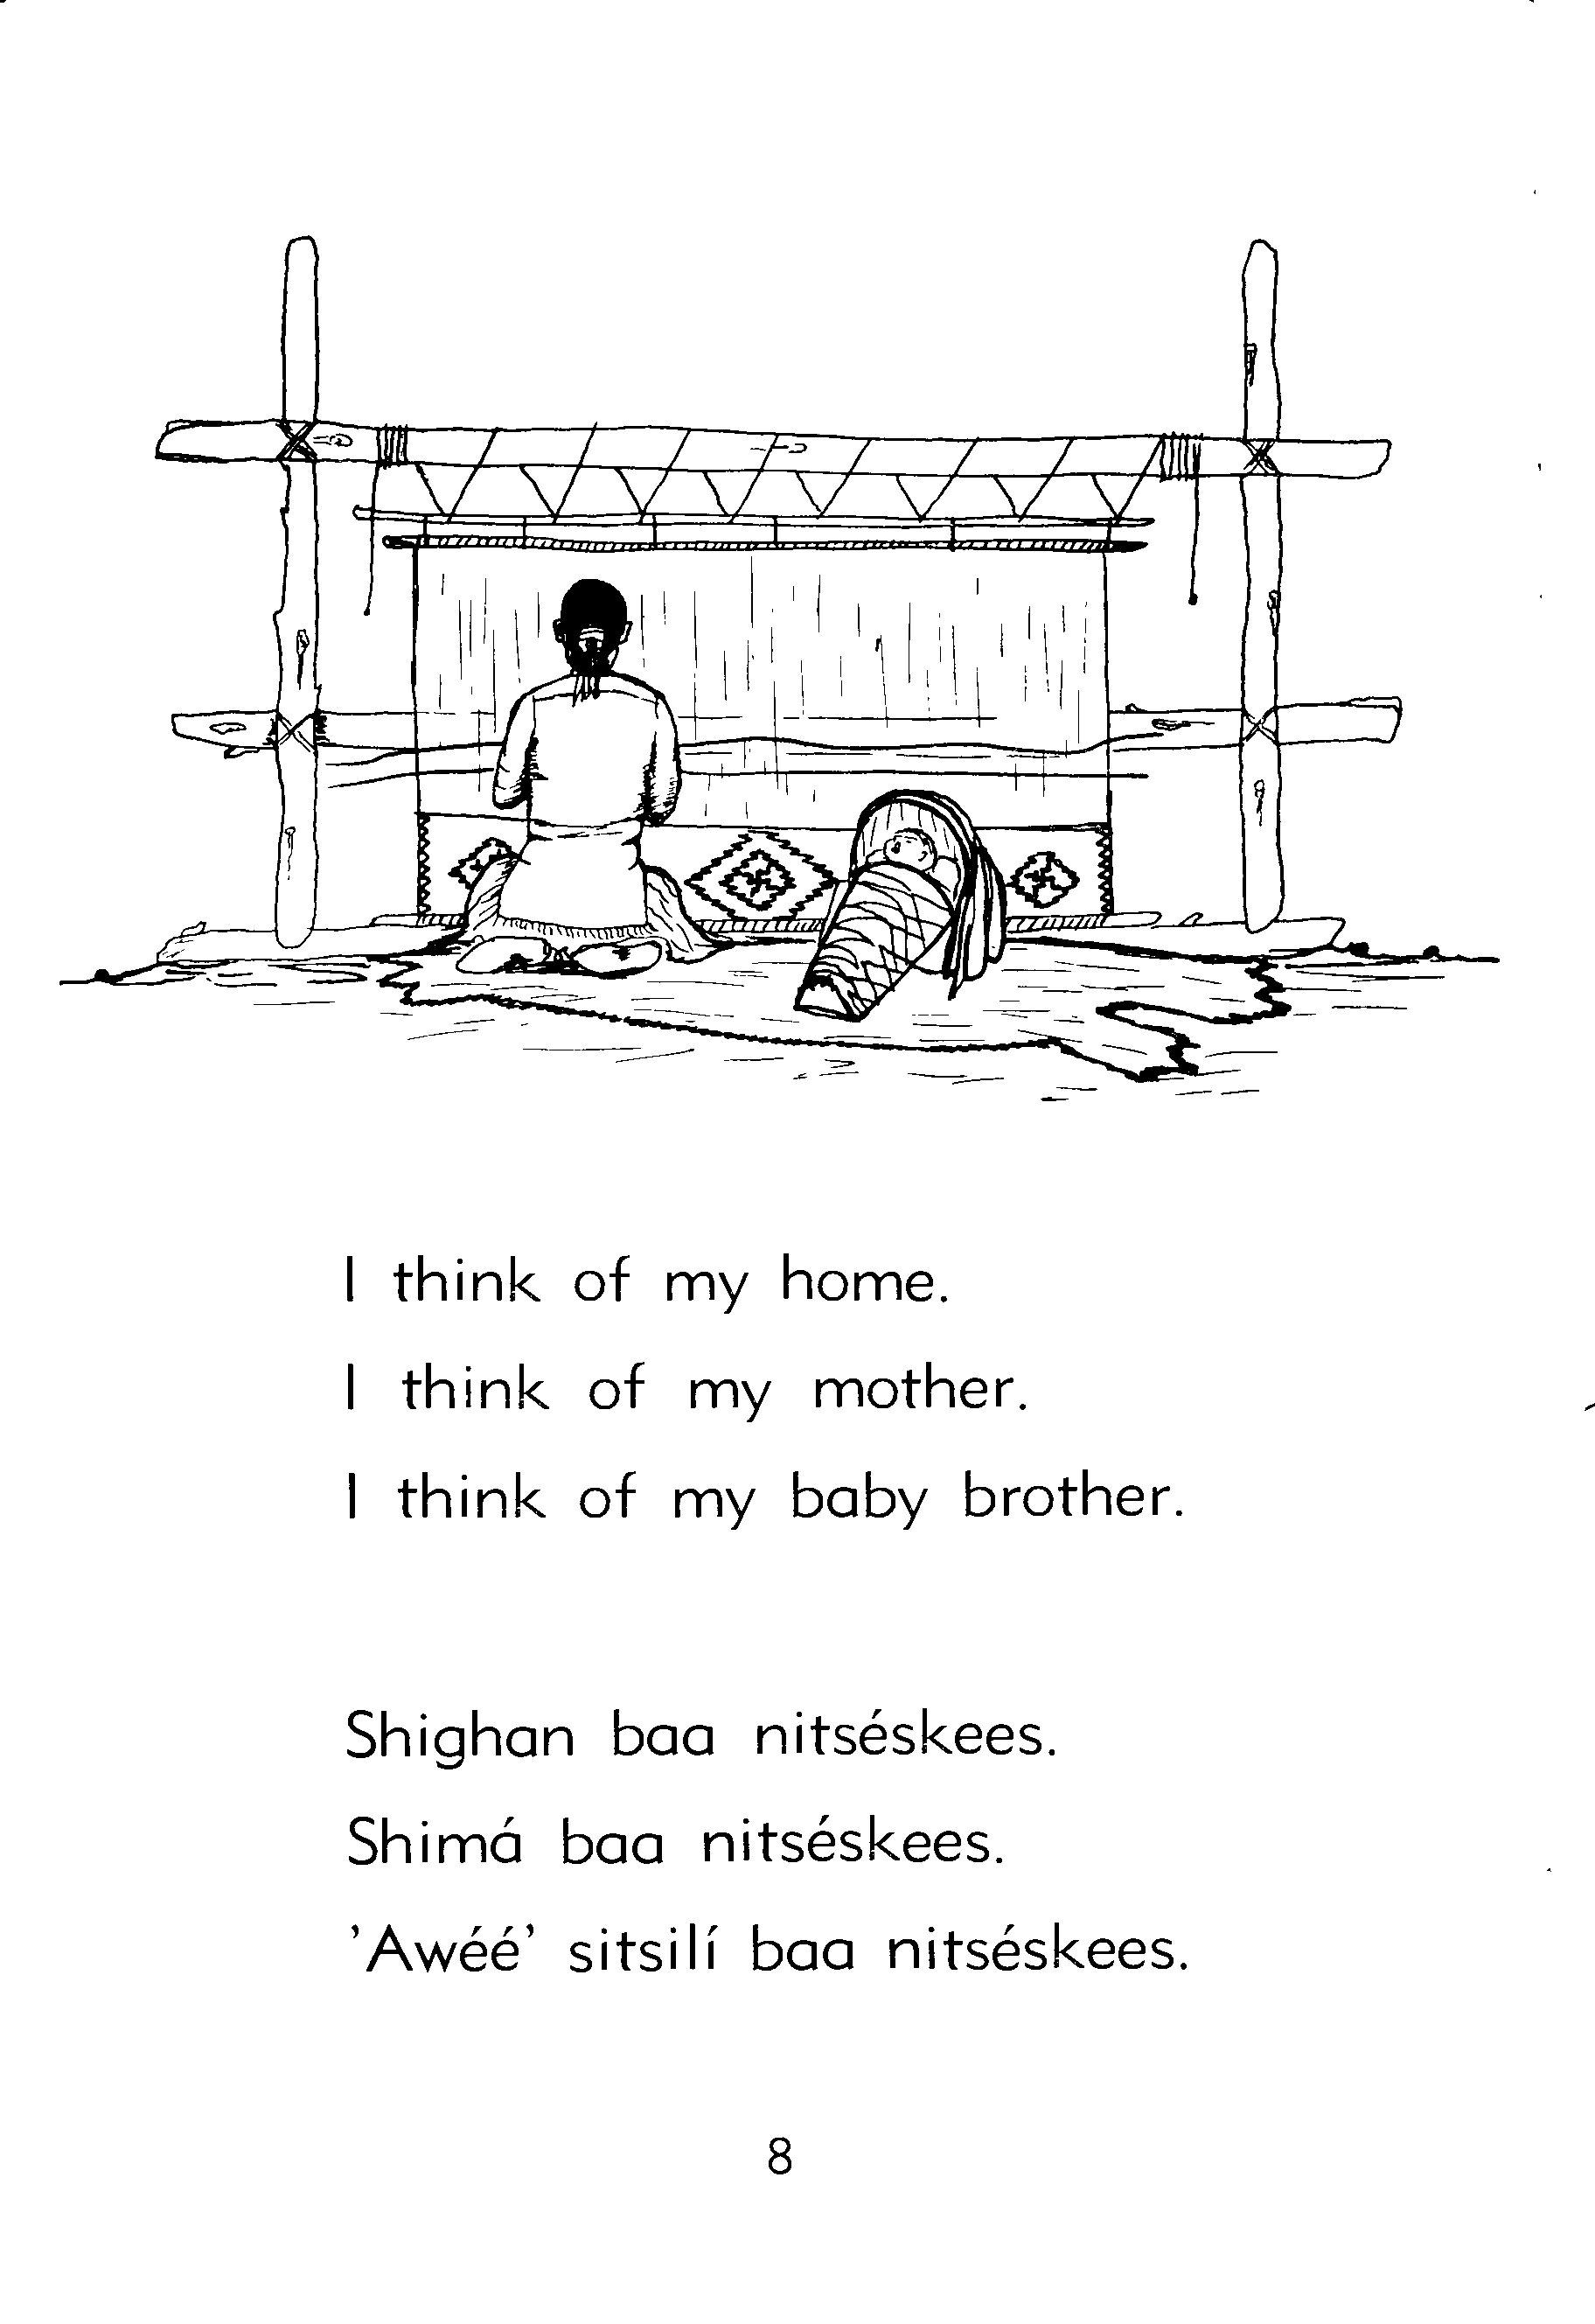 I think of my home.
I think of my mother.
I think of my baby brother.
Shighan baa nitséskees.
Shimá baa nitséskees.
’Awéé’ sitsilí baa nitséskees.
8